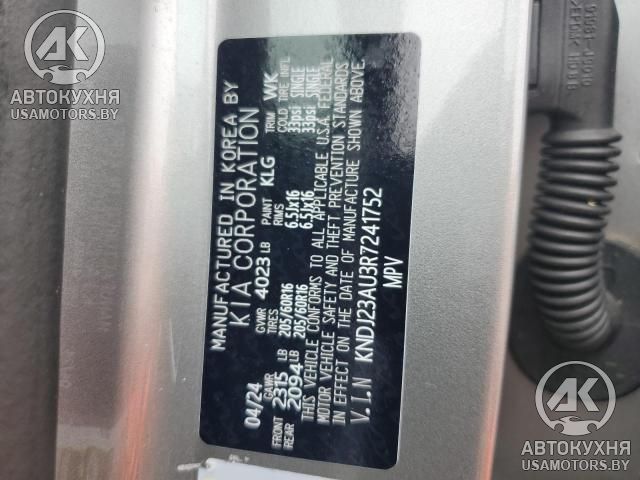 MANUFACTURED IN KOREA BY
KIA CORPORATION
04/24 GVWR 4023 LB PAINT KLG TRIM WK
GAWR TIRES RIMS COLD TIRE INFL
FRONT 2315 LB 205/60R16 6.5Jx16 33psi SINGLE
REAR 2094 LB 205/60R16 6.5Jx16 33psi SINGLE
THIS VEHICLE CONFORMS TO ALL APPLICABLE U.S.A. FEDERAL
MOTOR VEHICLE SAFETY AND THEFT PREVENTION STANDARDS
IN EFFECT ON THE DATE OF MANUFACTURE SHOWN ABOVE.
V.I.N KNDJ23AU3R7241752
MPV
АК
АВТОКУХНЯ
USAMOTORS.BY
АК
АВТОКУХНЯ
USAMOTORS.BY